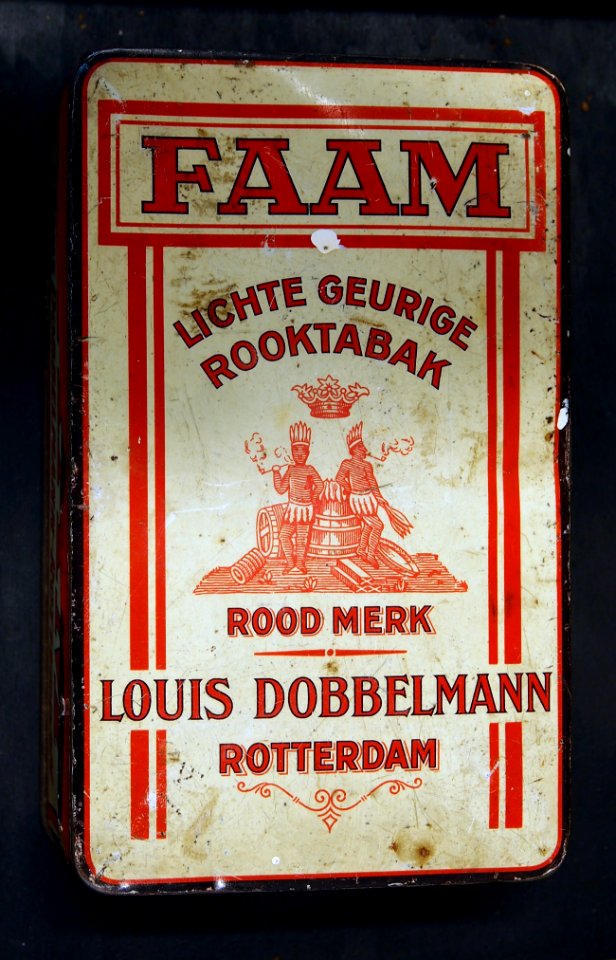 FAAM
LICHTE GEURIGE
ROOKTABAK
ROOD MERK
LOUIS DOBBELMANN
ROTTERDAM